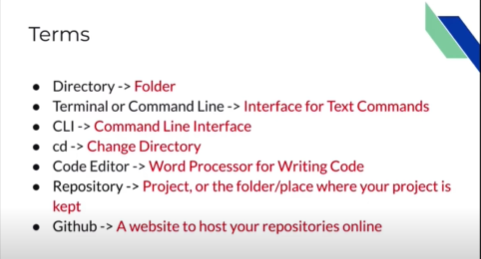 Terms
● Directory -> Folder
● Terminal or Command Line -> Interface for Text Commands
● CLI -> Command Line Interface
● cd -> Change Directory
● Code Editor -> Word Processor for Writing Code
● Repository -> Project, or the folder/place where your project is
kept
● Github -> A website to host your repositories online